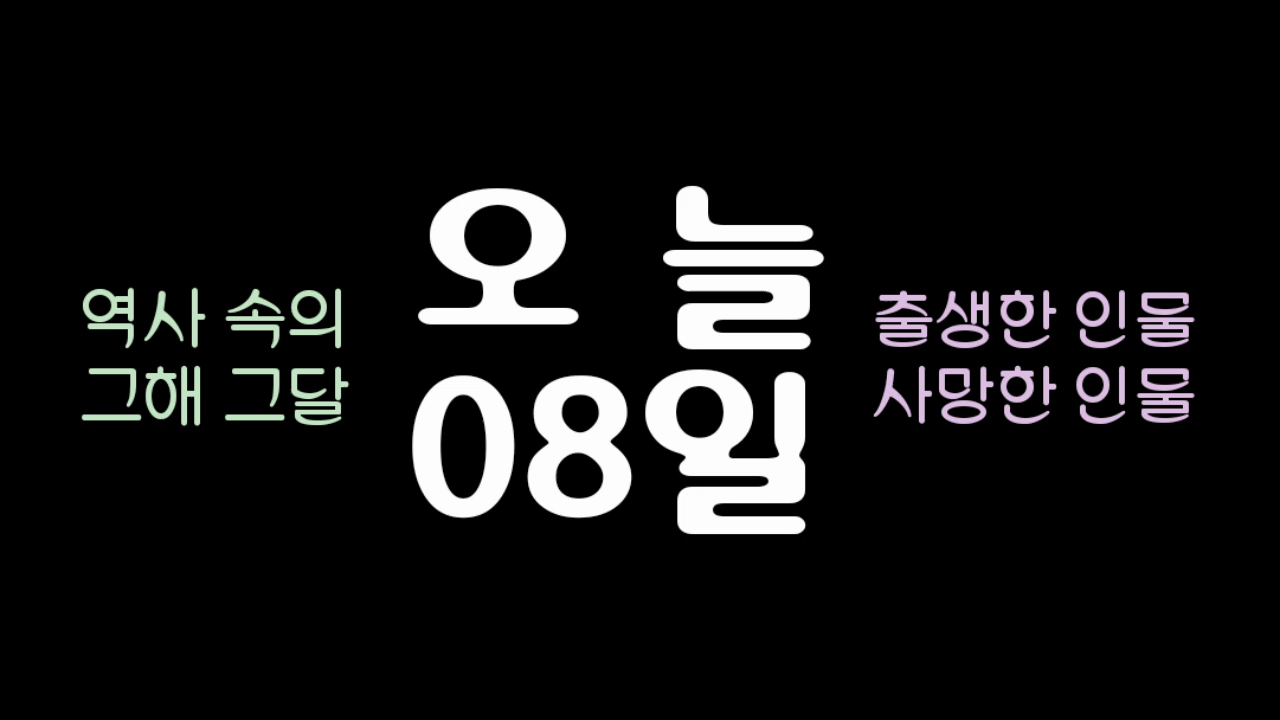 역사 속의
그해 그달
오 늘
08일
출생한 인물
사망한 인물